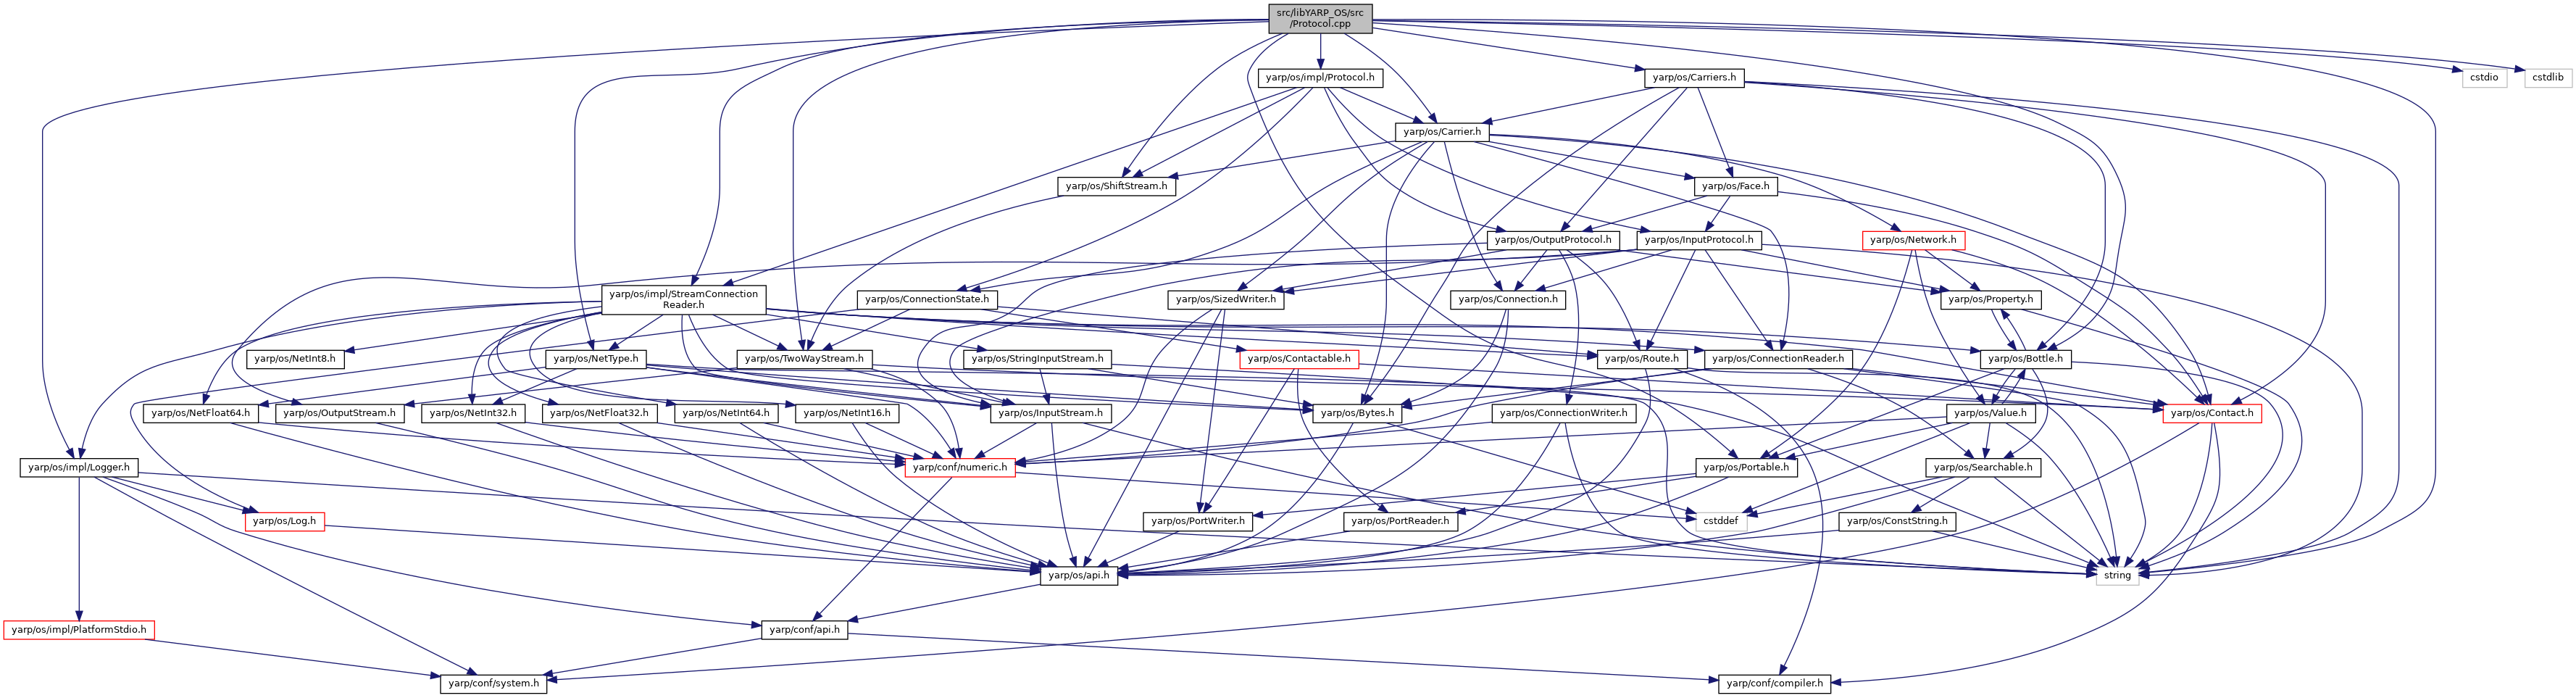 src/libYARP_OS/src
/Protocol.cpp
yarp/os/impl/Protocol.h
yarp/os/Carriers.h
cstdio
cstdlib
yarp/os/Carrier.h
yarp/os/ShiftStream.h
yarp/os/Face.h
yarp/os/OutputProtocol.h
yarp/os/InputProtocol.h
yarp/os/Network.h
yarp/os/impl/StreamConnection
Reader.h
yarp/os/ConnectionState.h
yarp/os/SizedWriter.h
yarp/os/Connection.h
yarp/os/Property.h
yarp/os/NetInt8.h
yarp/os/NetType.h
yarp/os/TwoWayStream.h
yarp/os/StringInputStream.h
yarp/os/Contactable.h
yarp/os/Route.h
yarp/os/ConnectionReader.h
yarp/os/Bottle.h
yarp/os/NetFloat64.h
yarp/os/OutputStream.h
yarp/os/NetInt32.h
yarp/os/NetFloat32.h
yarp/os/NetInt64.h
yarp/os/NetInt16.h
yarp/os/InputStream.h
yarp/os/Bytes.h
yarp/os/ConnectionWriter.h
yarp/os/Value.h
yarp/os/Contact.h
yarp/os/impl/Logger.h
yarp/conf/numeric.h
yarp/os/Portable.h
yarp/os/Searchable.h
yarp/os/Log.h
yarp/os/PortWriter.h
yarp/os/PortReader.h
cstddef
yarp/os/ConstString.h
yarp/os/api.h
string
yarp/os/impl/PlatformStdio.h
yarp/conf/api.h
yarp/conf/system.h
yarp/conf/compiler.h